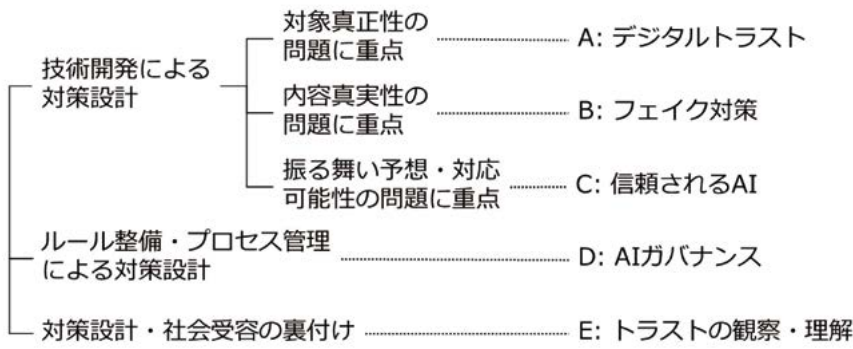 対象真正性の
問題に重点
A: デジタルトラスト
技術開発による
対策設計
内容真実性の
問題に重点
B: フェイク対策
振る舞い予想・対応
可能性の問題に重点
C: 信頼されるAI
ルール整備・プロセス管理
による対策設計
D: AIガバナンス
対策設計・社会受容の裏付け
E: トラストの観察・理解